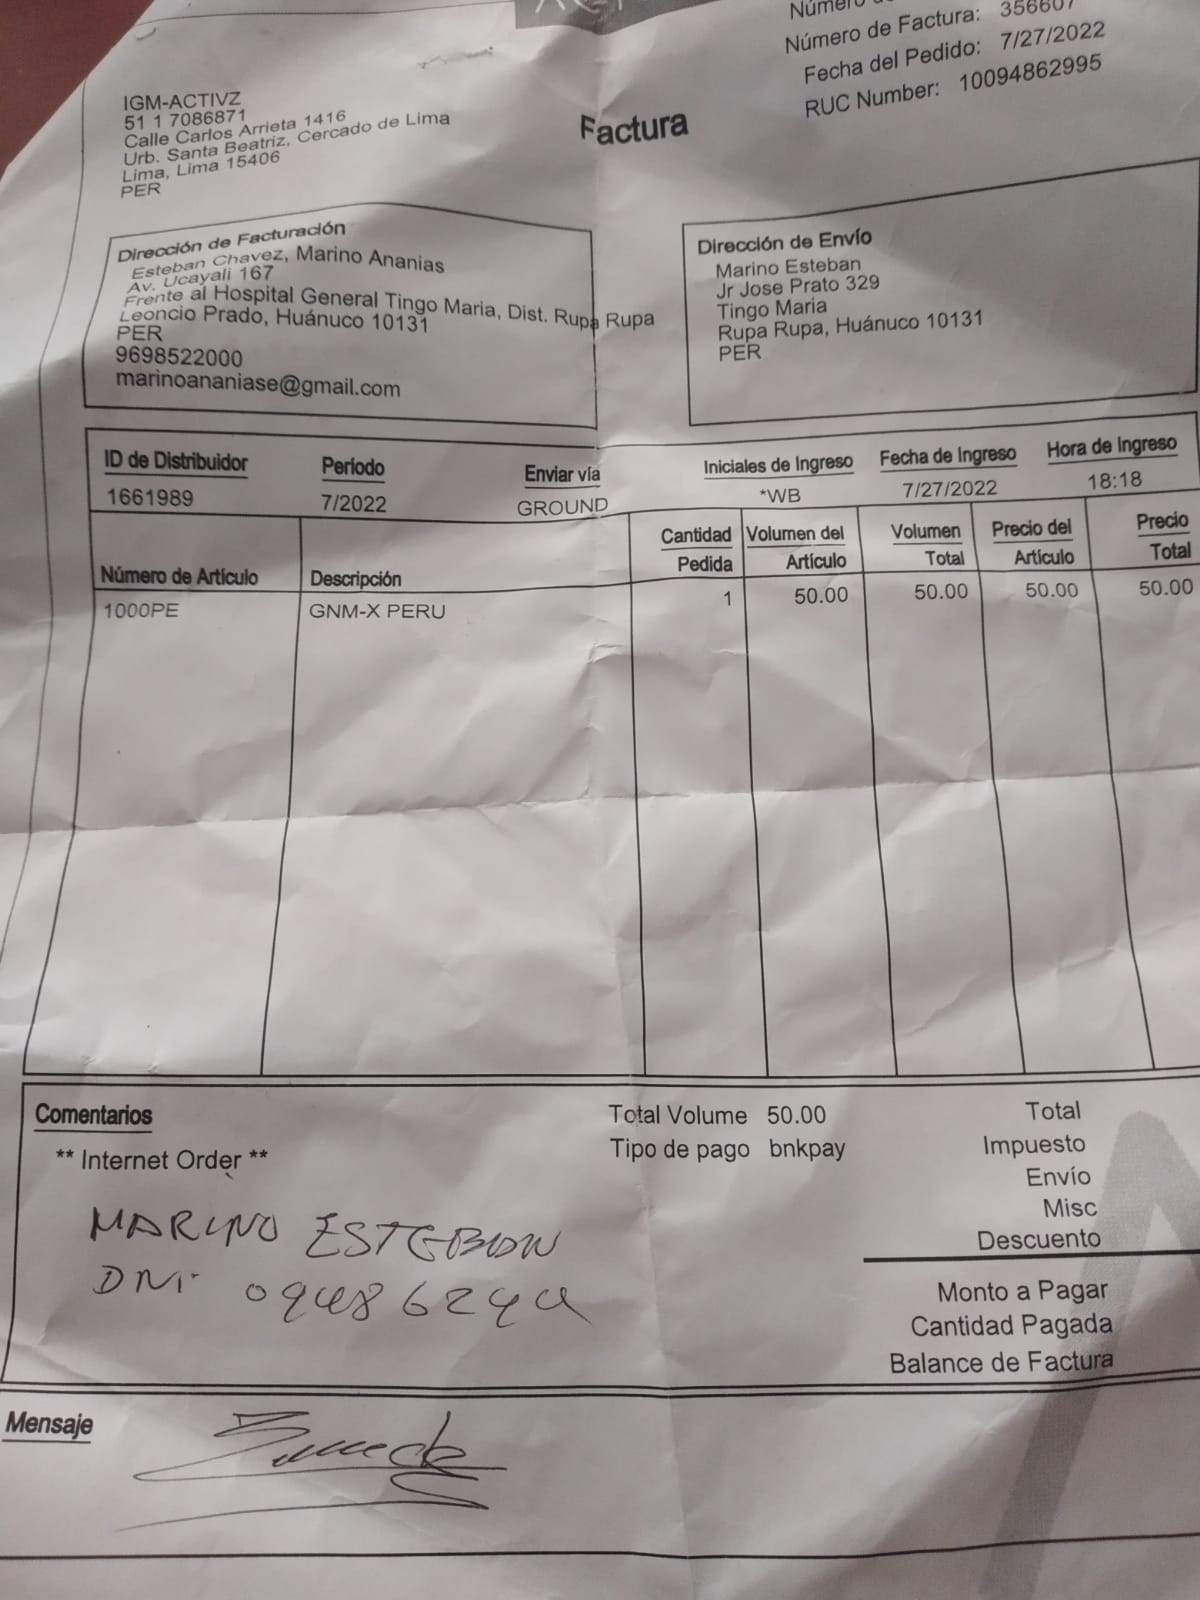 Número de Factura: 356607
Fecha del Pedido: 7/27/2022
RUC Number: 10094862995
IGM-ACTIVZ
51 1 7086871
Calle Carlos Arrieta 1416
Urb. Santa Beatriz, Cercado de Lima
Lima, Lima 15406
PER
Factura
Dirección de Facturación
Esteban Chavez, Marino Ananias
Av. Ucayali 167
Frente al Hospital General Tingo Maria, Dist. Rupa Rupa
Leoncio Prado, Huánuco 10131
PER
9698522000
marinoananiase@gmail.com
Dirección de Envío
Marino Esteban
Jr Jose Prato 329
Tingo Maria
Rupa Rupa, Huánuco 10131
PER
ID de Distribuidor Período Enviar vía Iniciales de Ingreso Fecha de Ingreso Hora de Ingreso
1661989 7/2022 GROUND *WB 7/27/2022 18:18
Número de Artículo Descripción Cantidad Pedida Volumen del Artículo Volumen Total Precio del Artículo Precio Total
1000PE GNM-X PERU 1 50.00 50.00 50.00 50.00
Comentarios
** Internet Order **
MARINO ESTEBAN
DNI
Total Volume 50.00
Tipo de pago bnkpay
Total
Impuesto
Envío
Misc
Descuento
Monto a Pagar
Cantidad Pagada
Balance de Factura
Mensaje